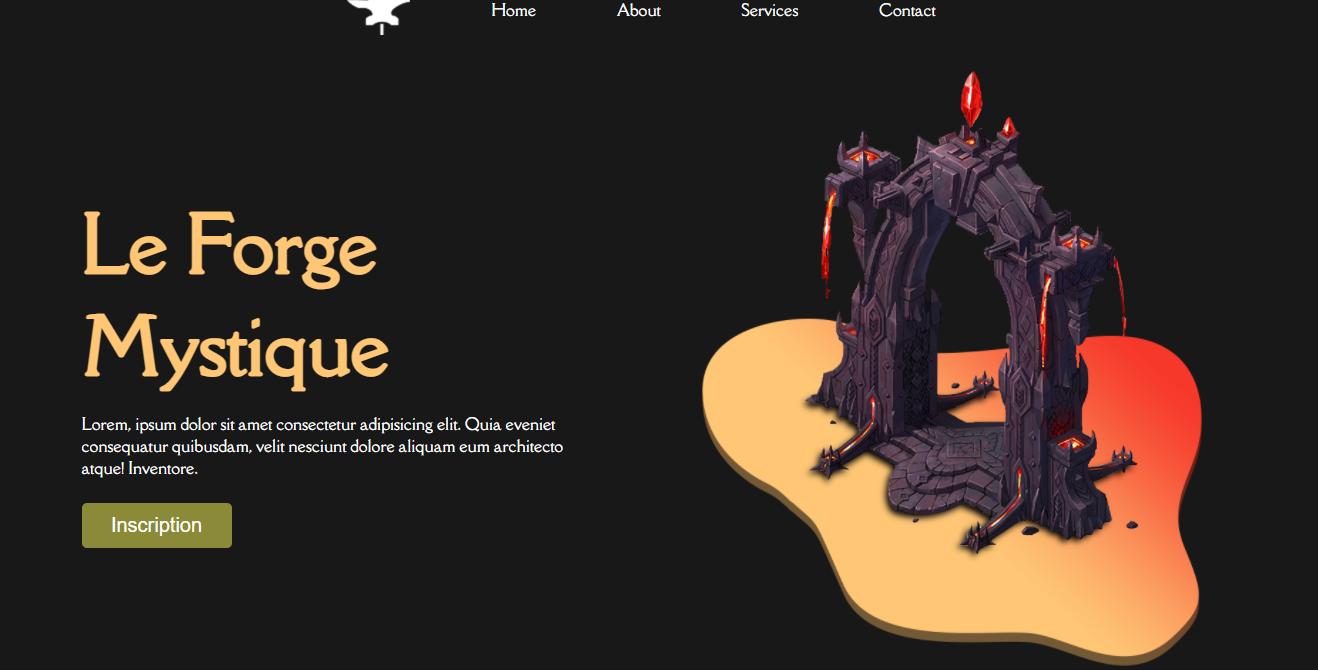 Home About Services Contact
Le Forge
Mystique
Lorem, ipsum dolor sit amet consectetur adipisicing elit. Quia eveniet
consequatur quibusdam, velit nesciunt dolore aliquam eum architecto
atque! Inventore.
Inscription